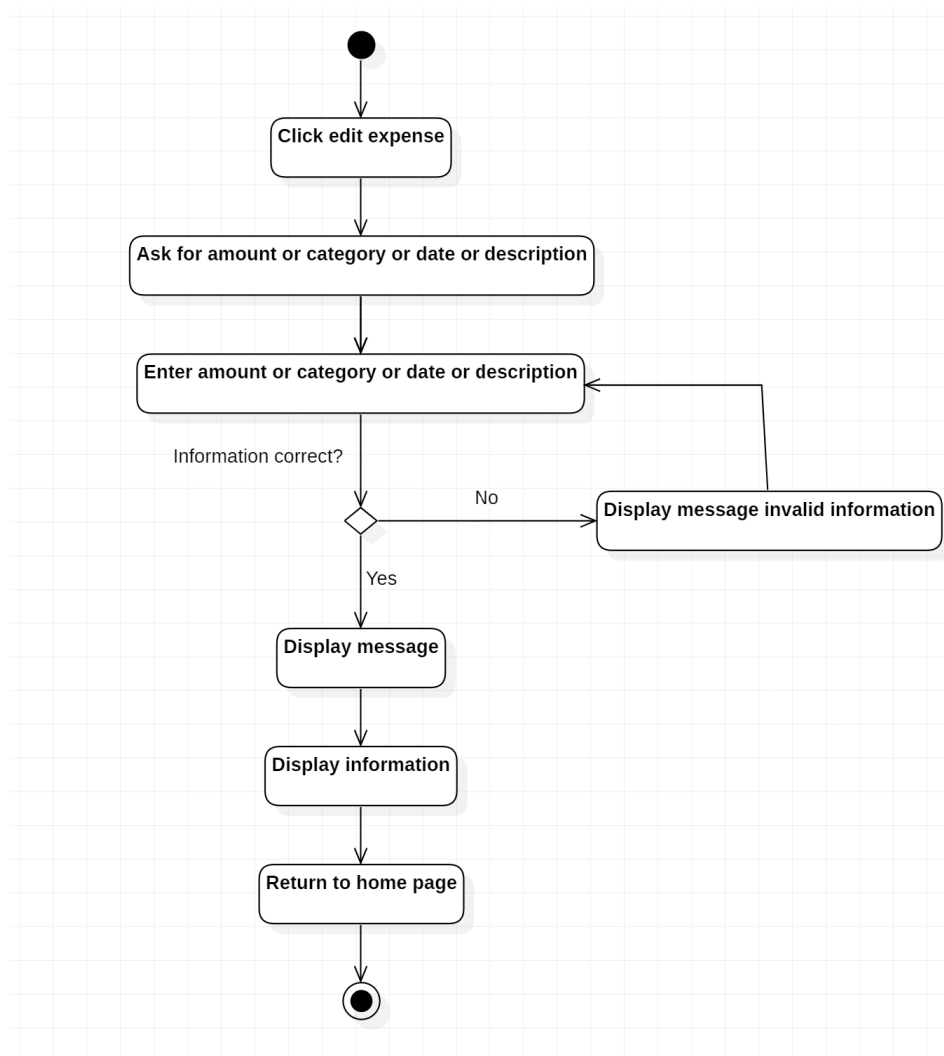 Click edit expense
Ask for amount or category or date or description
Enter amount or category or date or description
Information correct?
No
Display message invalid information
Yes
Display message
Display information
Return to home page